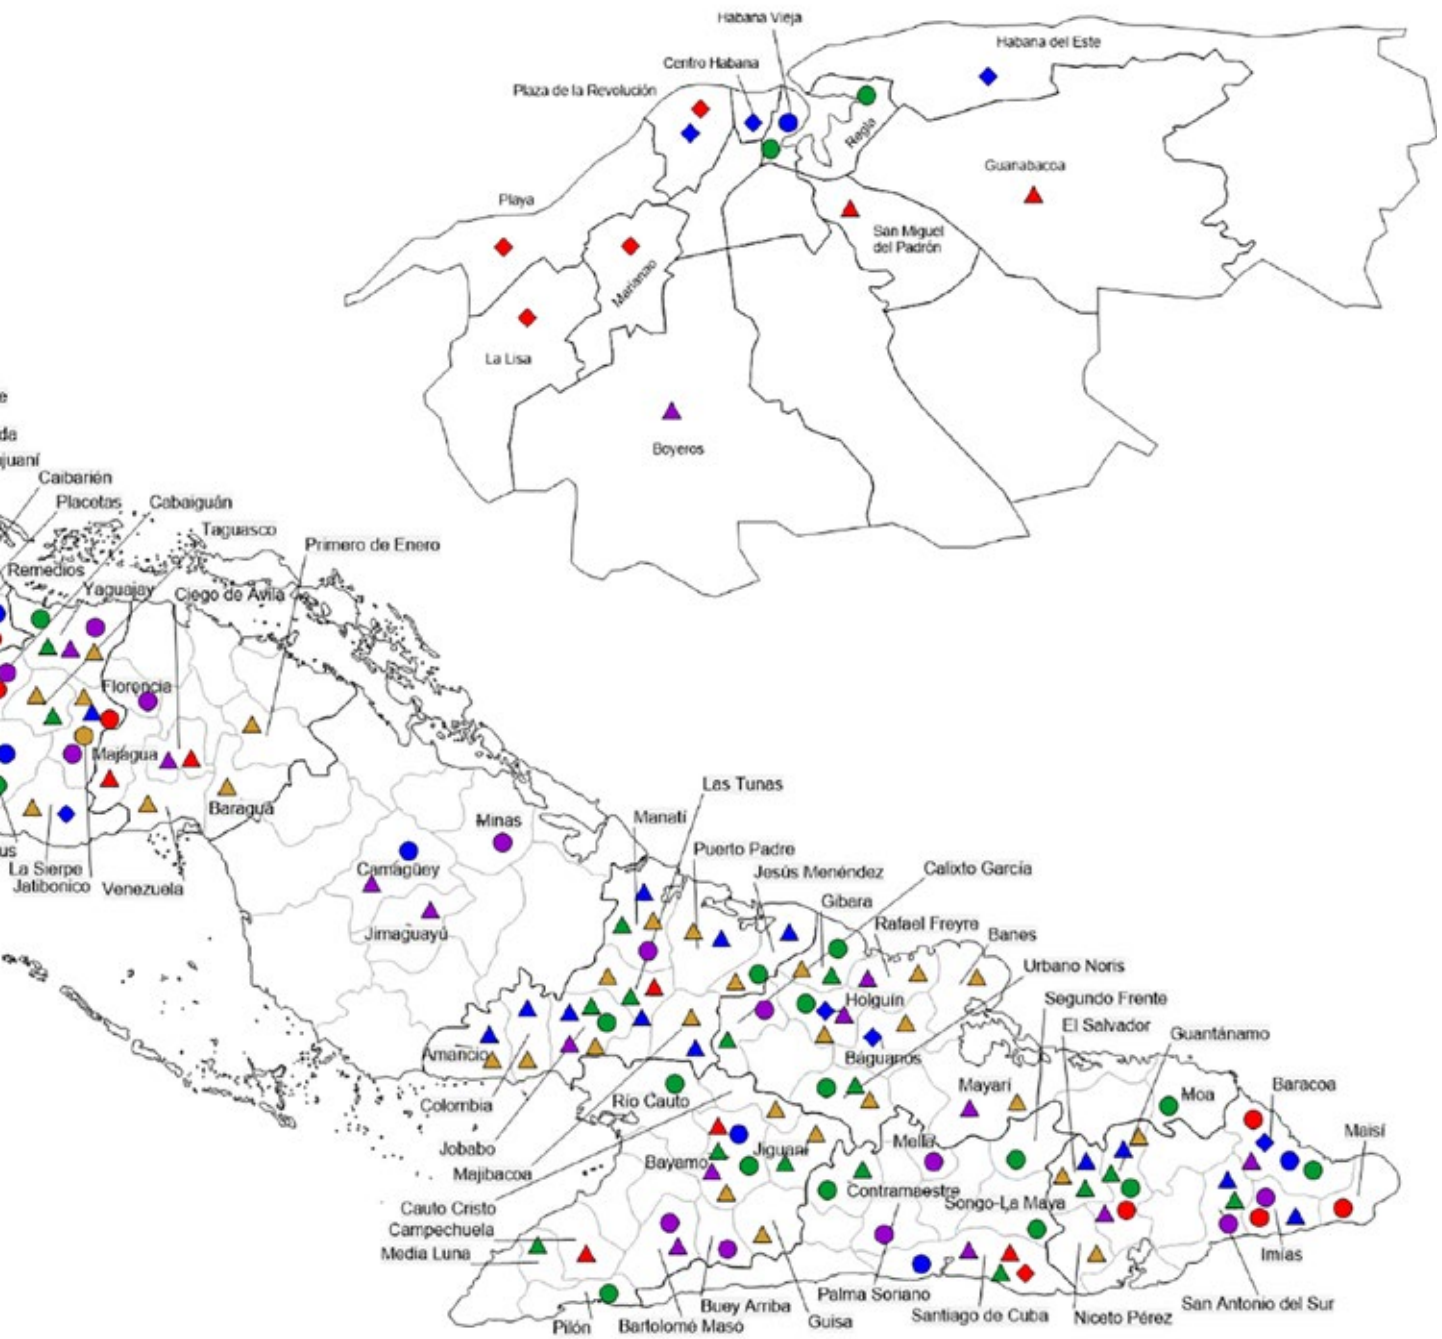 Habana Vieja
Habana del Este
Centro Habana
Plaza de la Revolución
Regla
Guanabacoa
Playa
San Miguel
del Padrón
Marianao
La Lisa
Boyeros
Caibarién
Placetas
Cabaiguán
Taguasco
Primero de Enero
Remedios
Yaguajay
Ciego de Avila
Florencia
Majagua
Baraguá
Las Tunas
Manatí
Minas
Puerto Padre
Camagüey
La Sierpe
Jatibonico
Venezuela
Jesús Menéndez
Calixto García
Gibara
Rafael Freyre
Banes
Jimaguayú
Urbano Noris
Holguín
Segundo Frente
El Salvador
Guantánamo
Amancio
Báguanos
Mayarí
Moa
Baracoa
Colombia
Río Cauto
Maisí
Jobabo
Mella
Jiguaní
Bayamo
Majibacoa
Contramaestre
Songo-La Maya
Cauto Cristo
Campechuela
Media Luna
Imías
Palma Soriano
Buey Arriba
Santiago de Cuba
San Antonio del Sur
Niceto Pérez
Guisa
Bartolomé Masó
Pilón